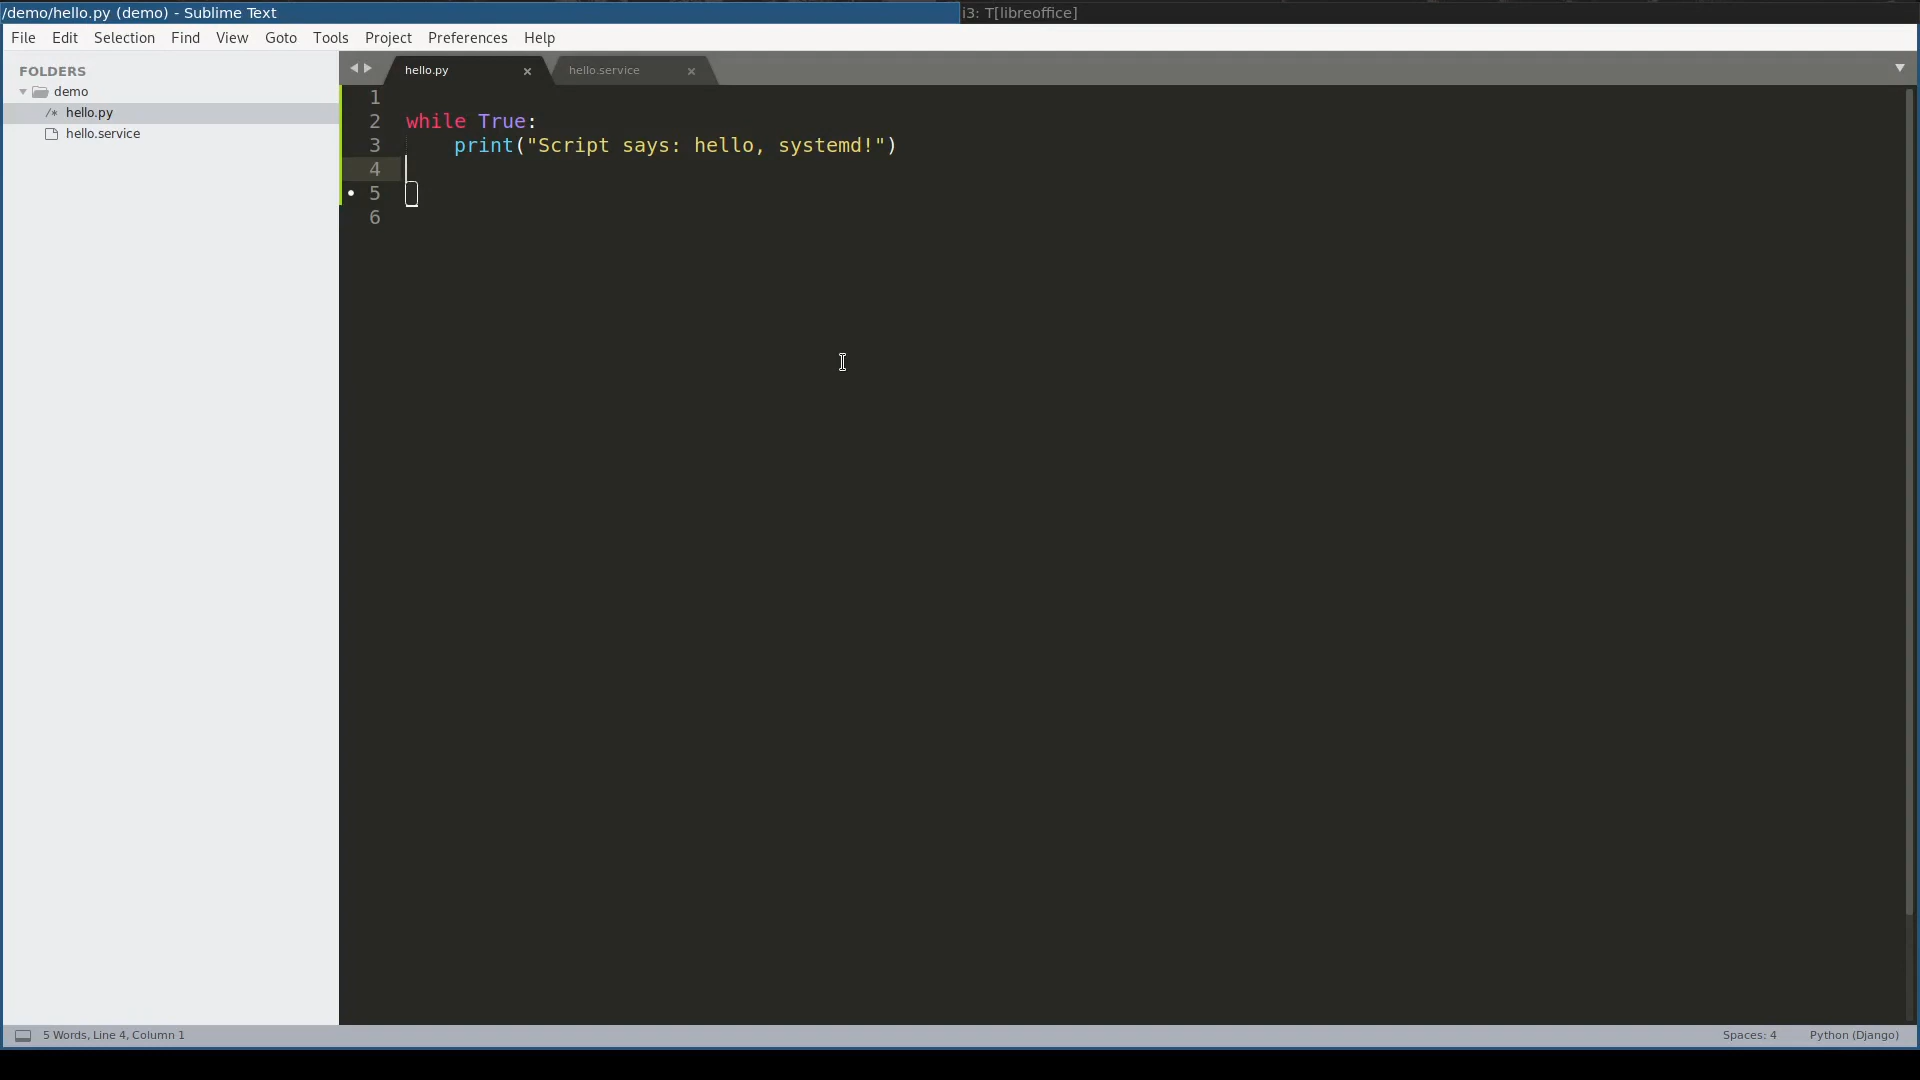 /demo/hello.py (demo) - Sublime Text
i3: T[libreoffice]
File Edit Selection Find View Goto Tools Project Preferences Help
FOLDERS
demo
/* hello.py
hello.service
hello.py ×
hello.service ×
1
2 while True:
3     print("Script says: hello, systemd!")
4
5
6
5 Words, Line 4, Column 1
Spaces: 4
Python (Django)